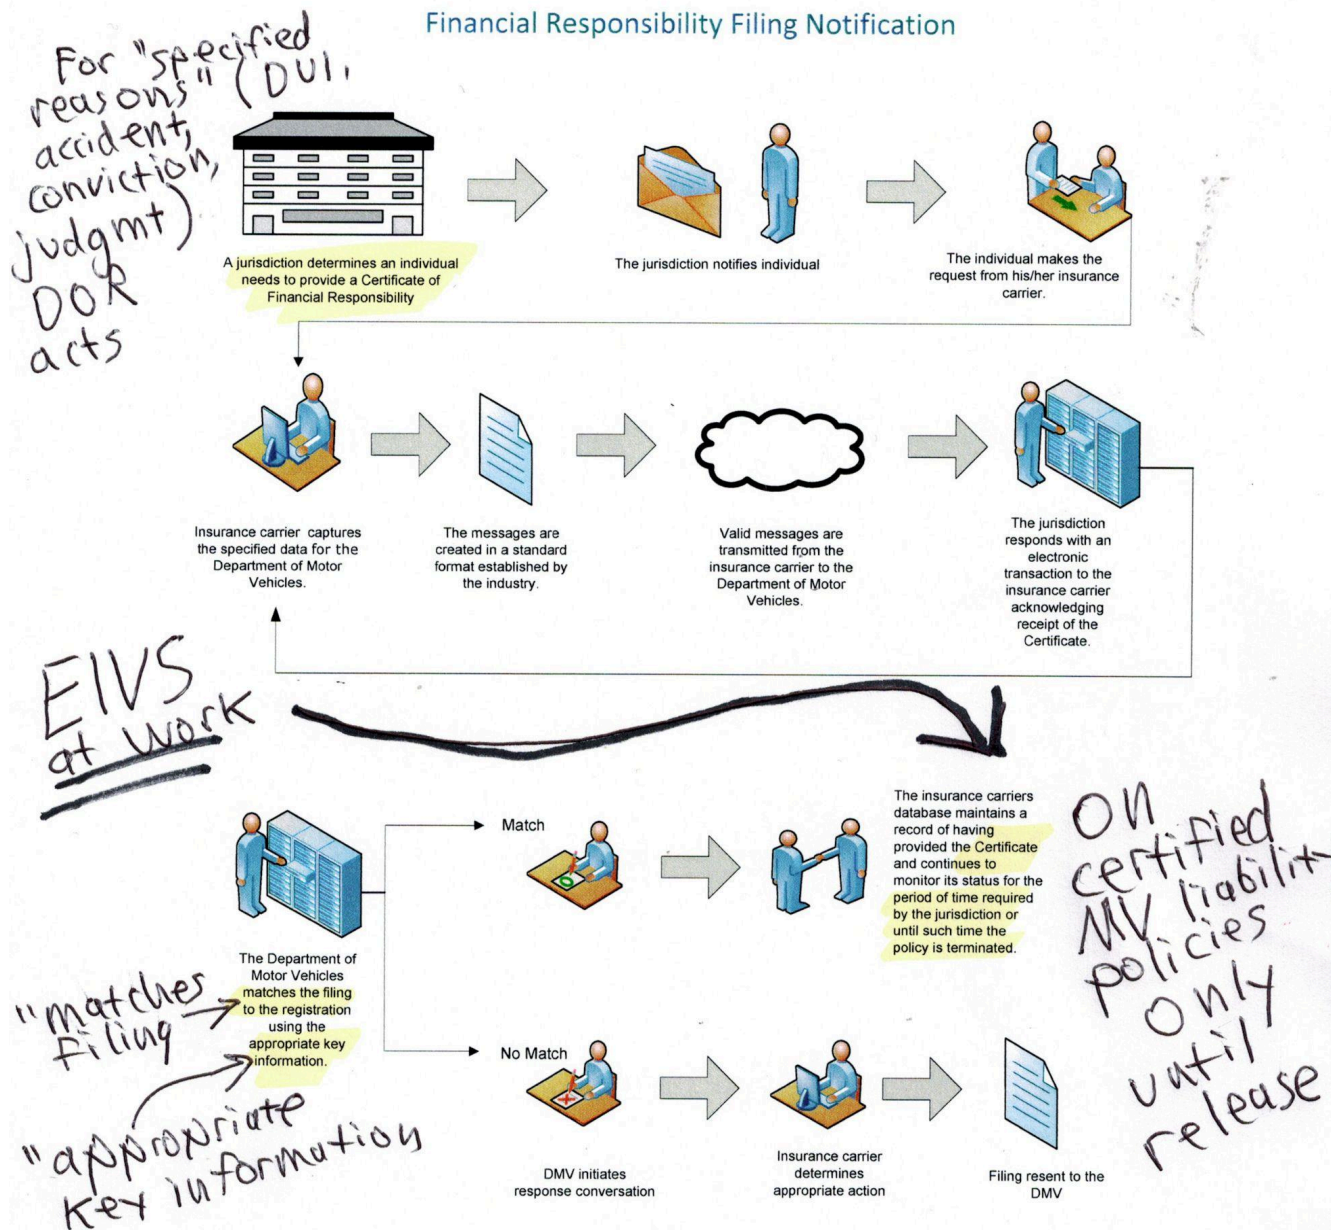 Financial Responsibility Filing Notification
For "specified
reasons" (DUI,
accident,
conviction,
judgmt)
DOR
acts
A jurisdiction determines an individual
needs to provide a Certificate of
Financial Responsibility
The jurisdiction notifies individual
The individual makes the
request from his/her insurance
carrier.
Insurance carrier captures
the specified data for the
Department of Motor
Vehicles.
The messages are
created in a standard
format established by
the industry.
Valid messages are
transmitted from the
insurance carrier to the
Department of Motor
Vehicles.
The jurisdiction
responds with an
electronic
transaction to the
insurance carrier
acknowledging
receipt of the
Certificate.
EIVS
at work
The Department of
Motor Vehicles
matches the filing
to the registration
using the
appropriate key
information.
"matches
filing
"appropriate
key information
Match
The insurance carriers
database maintains a
record of having
provided the Certificate
and continues to
monitor its status for the
period of time required
by the jurisdiction or
until such time the
policy is terminated.
On
certified
MV liabilit
policies
only
until
release
No Match
DMV initiates
response conversation
Insurance carrier
determines
appropriate action
Filing resent to the
DMV